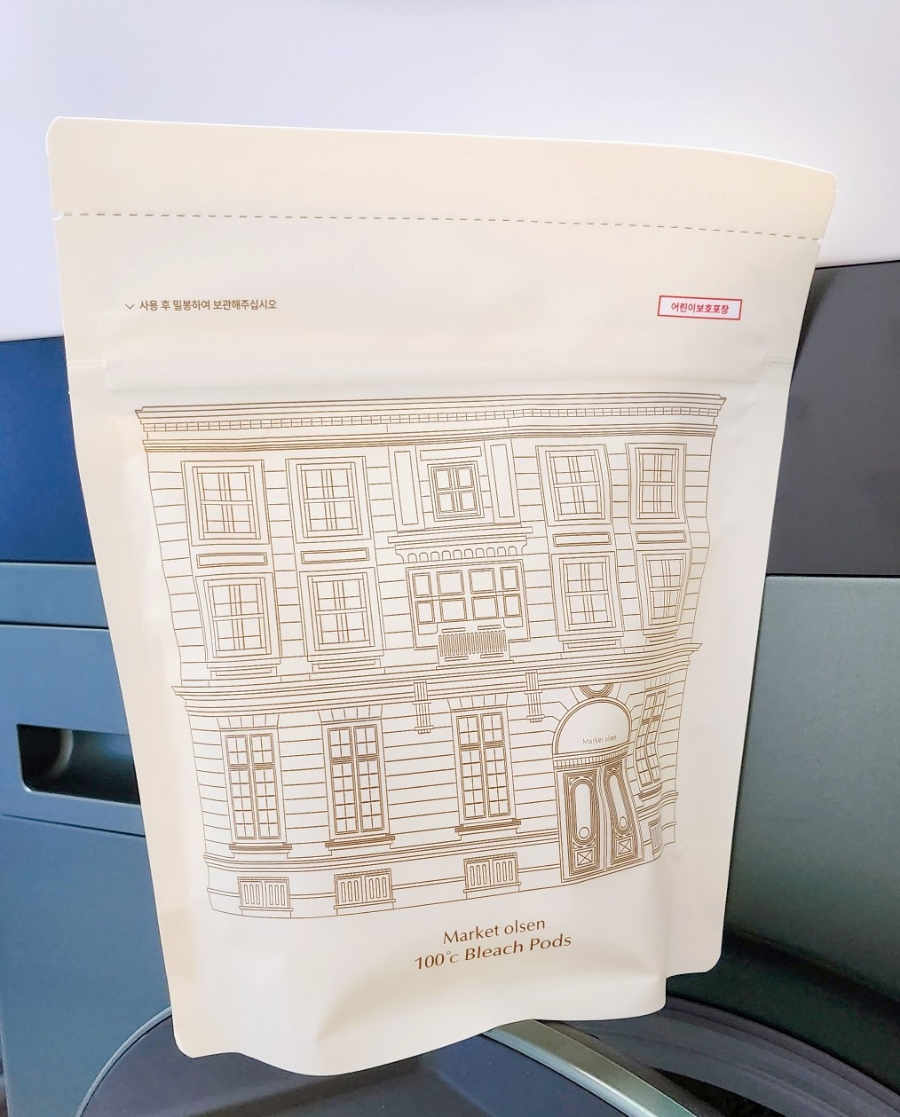 사용 후 밀봉하여 보관해주십시오
어린이보호포장
Market olsen
Market olsen
100°c Bleach Pods